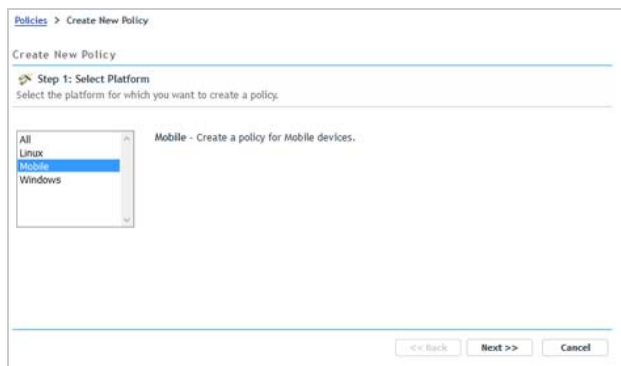 Policies > Create New Policy
Create New Policy
Step 1: Select Platform
Select the platform for which you want to create a policy.
All
Linux
Mobile
Windows
Mobile - Create a policy for Mobile devices.
<< Back Next >> Cancel